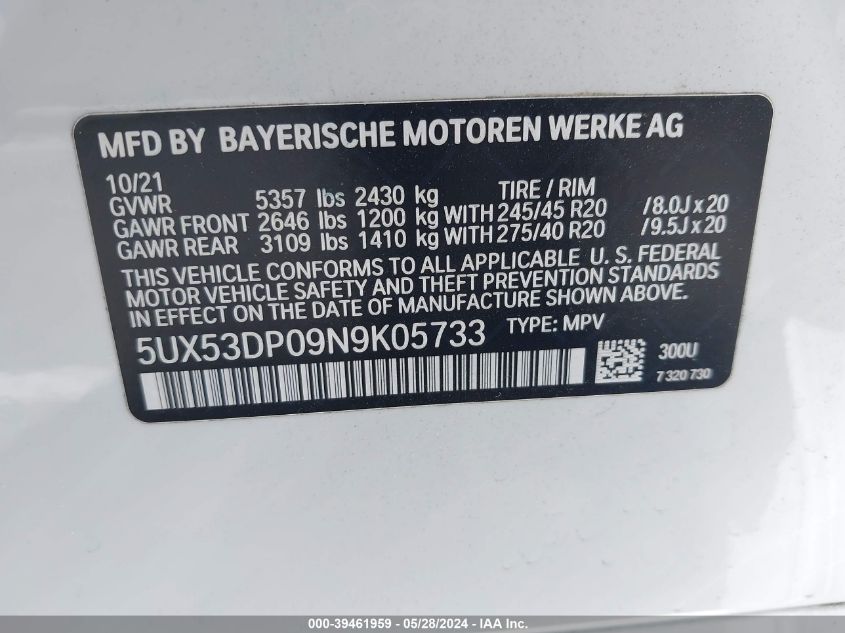 MFD BY BAYERISCHE MOTOREN WERKE AG
10/21
GVWR 5357 lbs 2430 kg TIRE / RIM
GAWR FRONT 2646 lbs 1200 kg WITH 245/45 R20 /8.0J x 20
GAWR REAR 3109 lbs 1410 kg WITH 275/40 R20 /9.5J x 20
THIS VEHICLE CONFORMS TO ALL APPLICABLE U. S. FEDERAL
MOTOR VEHICLE SAFETY AND THEFT PREVENTION STANDARDS
IN EFFECT ON THE DATE OF MANUFACTURE SHOWN ABOVE.
5UX53DP09N9K05733 TYPE: MPV
300U
7 320 730
000-39461959 - 05/28/2024 - IAA Inc.